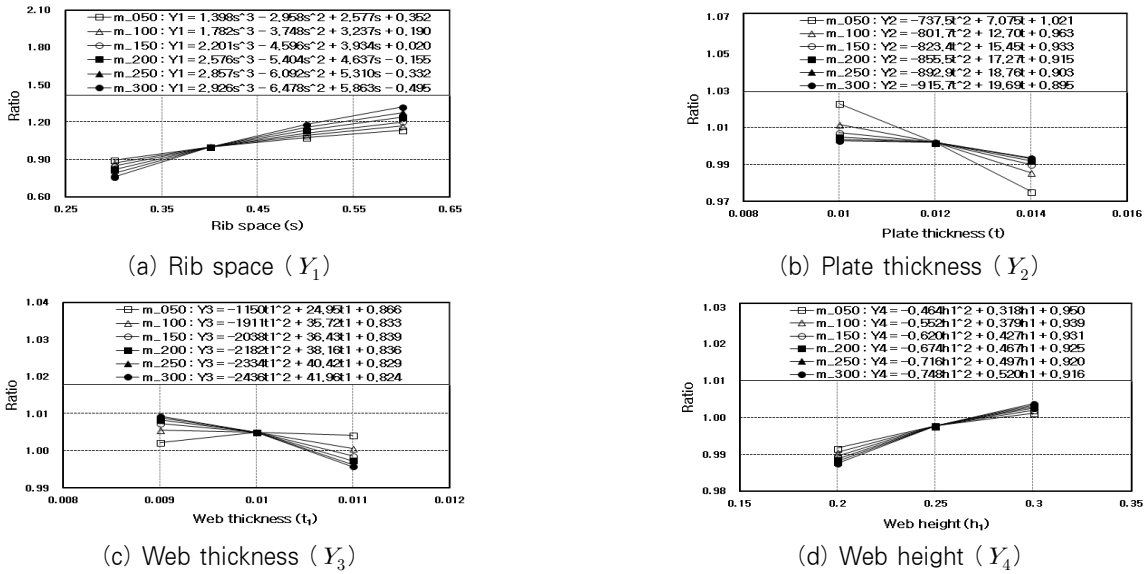 2.10
1.80
1.50
1.20
0.90
0.60
Ratio
m_050 : Y1 = 1,398s^3 - 2,958s^2 + 2,577s + 0,352
m_100 : Y1 = 1,782s^3 - 3,748s^2 + 3,237s + 0,190
m_150 : Y1 = 2,201s^3 - 4,596s^2 + 3,934s + 0,020
m_200 : Y1 = 2,576s^3 - 5,404s^2 + 4,637s - 0,155
m_250 : Y1 = 2,857s^3 - 6,092s^2 + 5,310s - 0,332
m_300 : Y1 = 2,926s^3 - 6,478s^2 + 5,863s - 0,495
0.25 0.35 0.45 0.55 0.65
Rib space (s)
(a) Rib space ( Y1)
1.07
1.05
1.03
1.01
0.99
0.97
Ratio
m_050 : Y2 = -737,5t^2 + 7,075t + 1,021
m_100 : Y2 = -801,7t^2 + 12,70t + 0,963
m_150 : Y2 = -823,4t^2 + 15,45t + 0,933
m_200 : Y2 = -855,5t^2 + 17,27t + 0,915
m_250 : Y2 = -892,9t^2 + 18,76t + 0,903
m_300 : Y2 = -915,7t^2 + 19,69t + 0,895
0.008 0.01 0.012 0.014 0.016
Plate thickness (t)
(b) Plate thickness ( Y2)
1.04
1.03
1.02
1.01
1.00
0.99
Ratio
m_050 : Y3 = -1150t1^2 + 24,95t1 + 0,866
m_100 : Y3 = -1911t1^2 + 35,72t1 + 0,833
m_150 : Y3 = -2038t1^2 + 36,43t1 + 0,839
m_200 : Y3 = -2182t1^2 + 38,16t1 + 0,836
m_250 : Y3 = -2334t1^2 + 40,42t1 + 0,829
m_300 : Y3 = -2436t1^2 + 41,96t1 + 0,824
0.008 0.009 0.01 0.011 0.012
Web thickness (t1)
(c) Web thickness ( Y3)
1.03
1.02
1.01
1.00
0.99
0.98
Ratio
m_050 : Y4 = -0,464h1^2 + 0,318h1 + 0,950
m_100 : Y4 = -0,552h1^2 + 0,379h1 + 0,939
m_150 : Y4 = -0,620h1^2 + 0,427h1 + 0,931
m_200 : Y4 = -0,674h1^2 + 0,467h1 + 0,925
m_250 : Y4 = -0,716h1^2 + 0,497h1 + 0,920
m_300 : Y4 = -0,748h1^2 + 0,520h1 + 0,916
0.15 0.2 0.25 0.3 0.35
Web height (h1)
(d) Web height ( Y4)